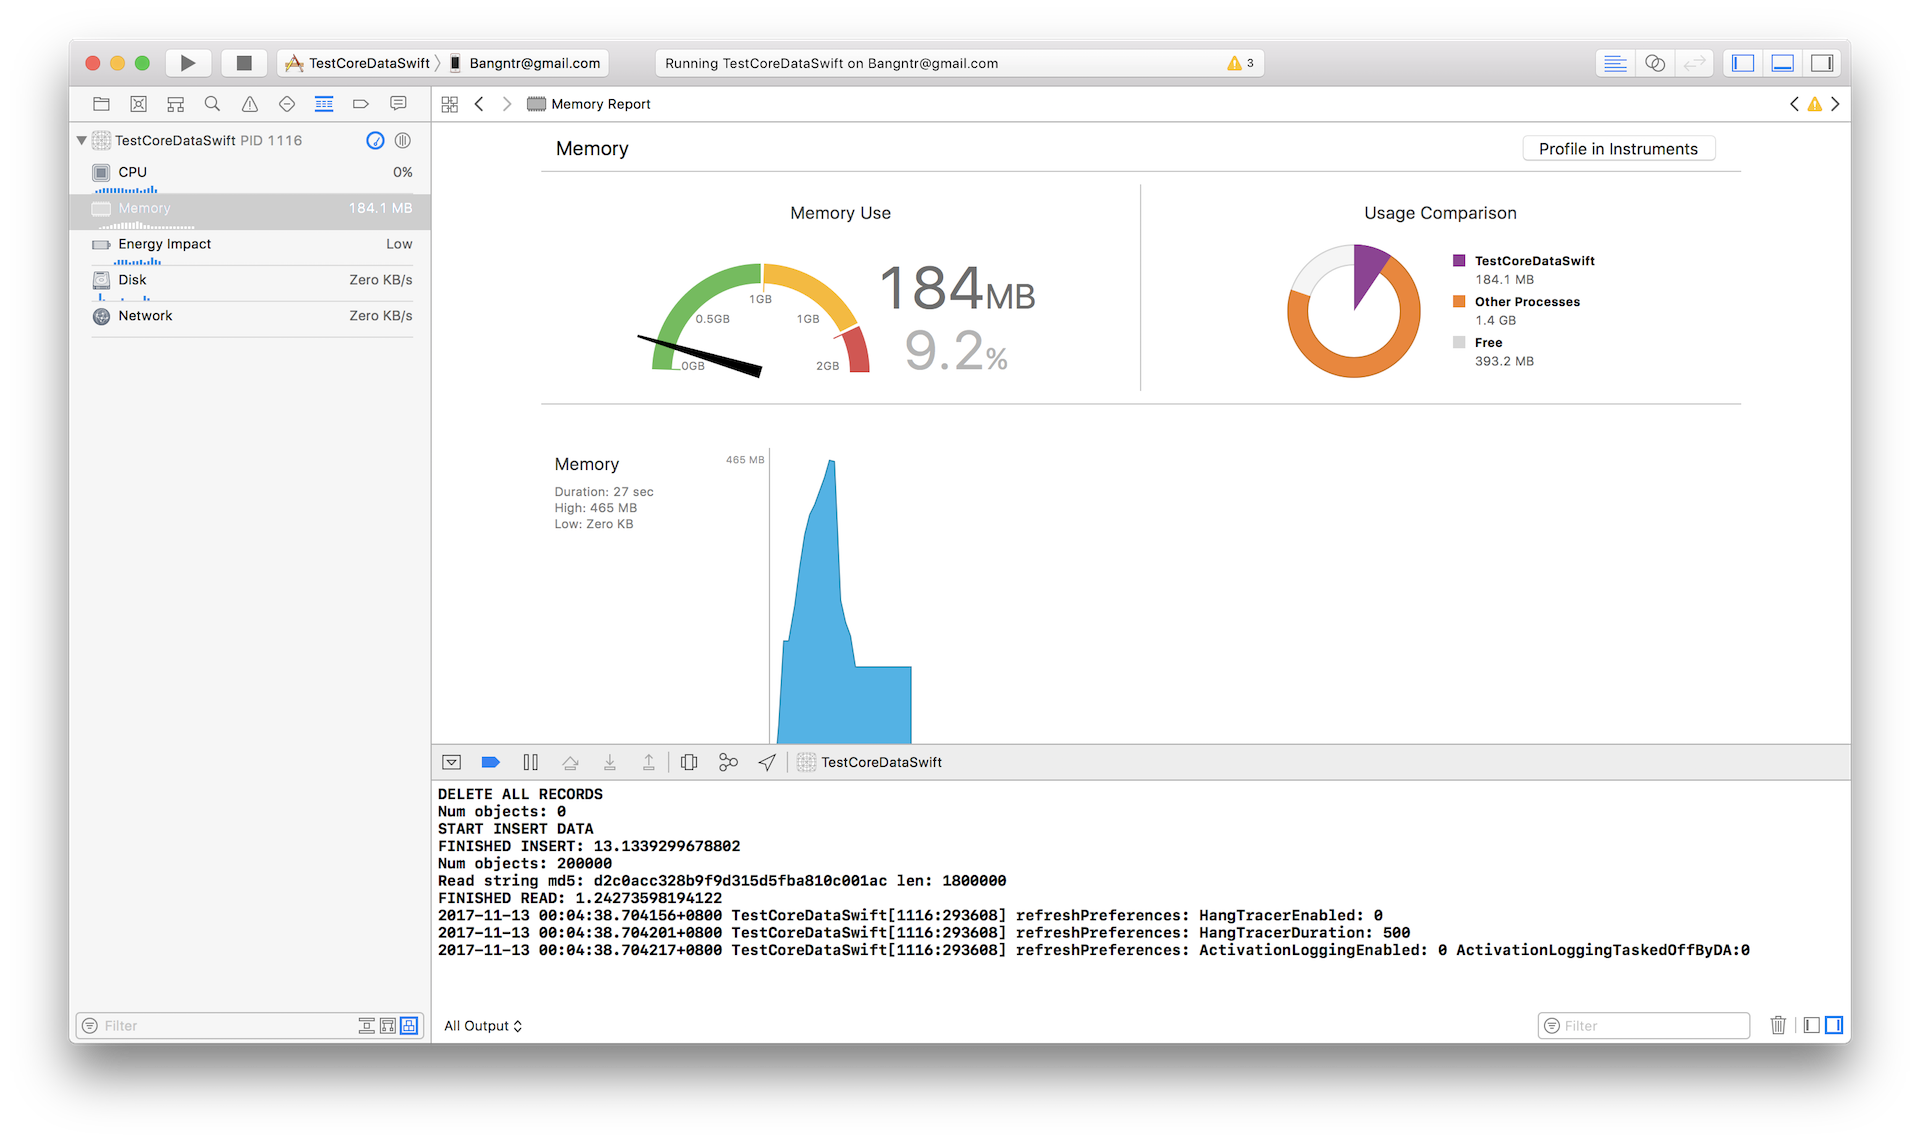 TestCoreDataSwift
Bangntr@gmail.com
Running TestCoreDataSwift on Bangntr@gmail.com
3
Memory Report
TestCoreDataSwift PID 1116
CPU 0%
Memory 184.1 MB
Energy Impact Low
Disk Zero KB/s
Network Zero KB/s
Memory
Profile in Instruments
Memory Use
0GB
0.5GB
1GB
1GB
2GB
184MB
9.2%
Usage Comparison
TestCoreDataSwift
184.1 MB
Other Processes
1.4 GB
Free
393.2 MB
Memory
Duration: 27 sec
High: 465 MB
Low: Zero KB
465 MB
TestCoreDataSwift
DELETE ALL RECORDS
Num objects: 0
START INSERT DATA
FINISHED INSERT: 13.1339299678802
Num objects: 200000
Read string md5: d2c0acc328b9f9d315d5fba810c001ac len: 1800000
FINISHED READ: 1.24273598194122
2017-11-13 00:04:38.704156+0800 TestCoreDataSwift[1116:293608] refreshPreferences: HangTracerEnabled: 0
2017-11-13 00:04:38.704201+0800 TestCoreDataSwift[1116:293608] refreshPreferences: HangTracerDuration: 500
2017-11-13 00:04:38.704217+0800 TestCoreDataSwift[1116:293608] refreshPreferences: ActivationLoggingEnabled: 0 ActivationLoggingTaskedOffByDA:0
Filter
All Output
Filter